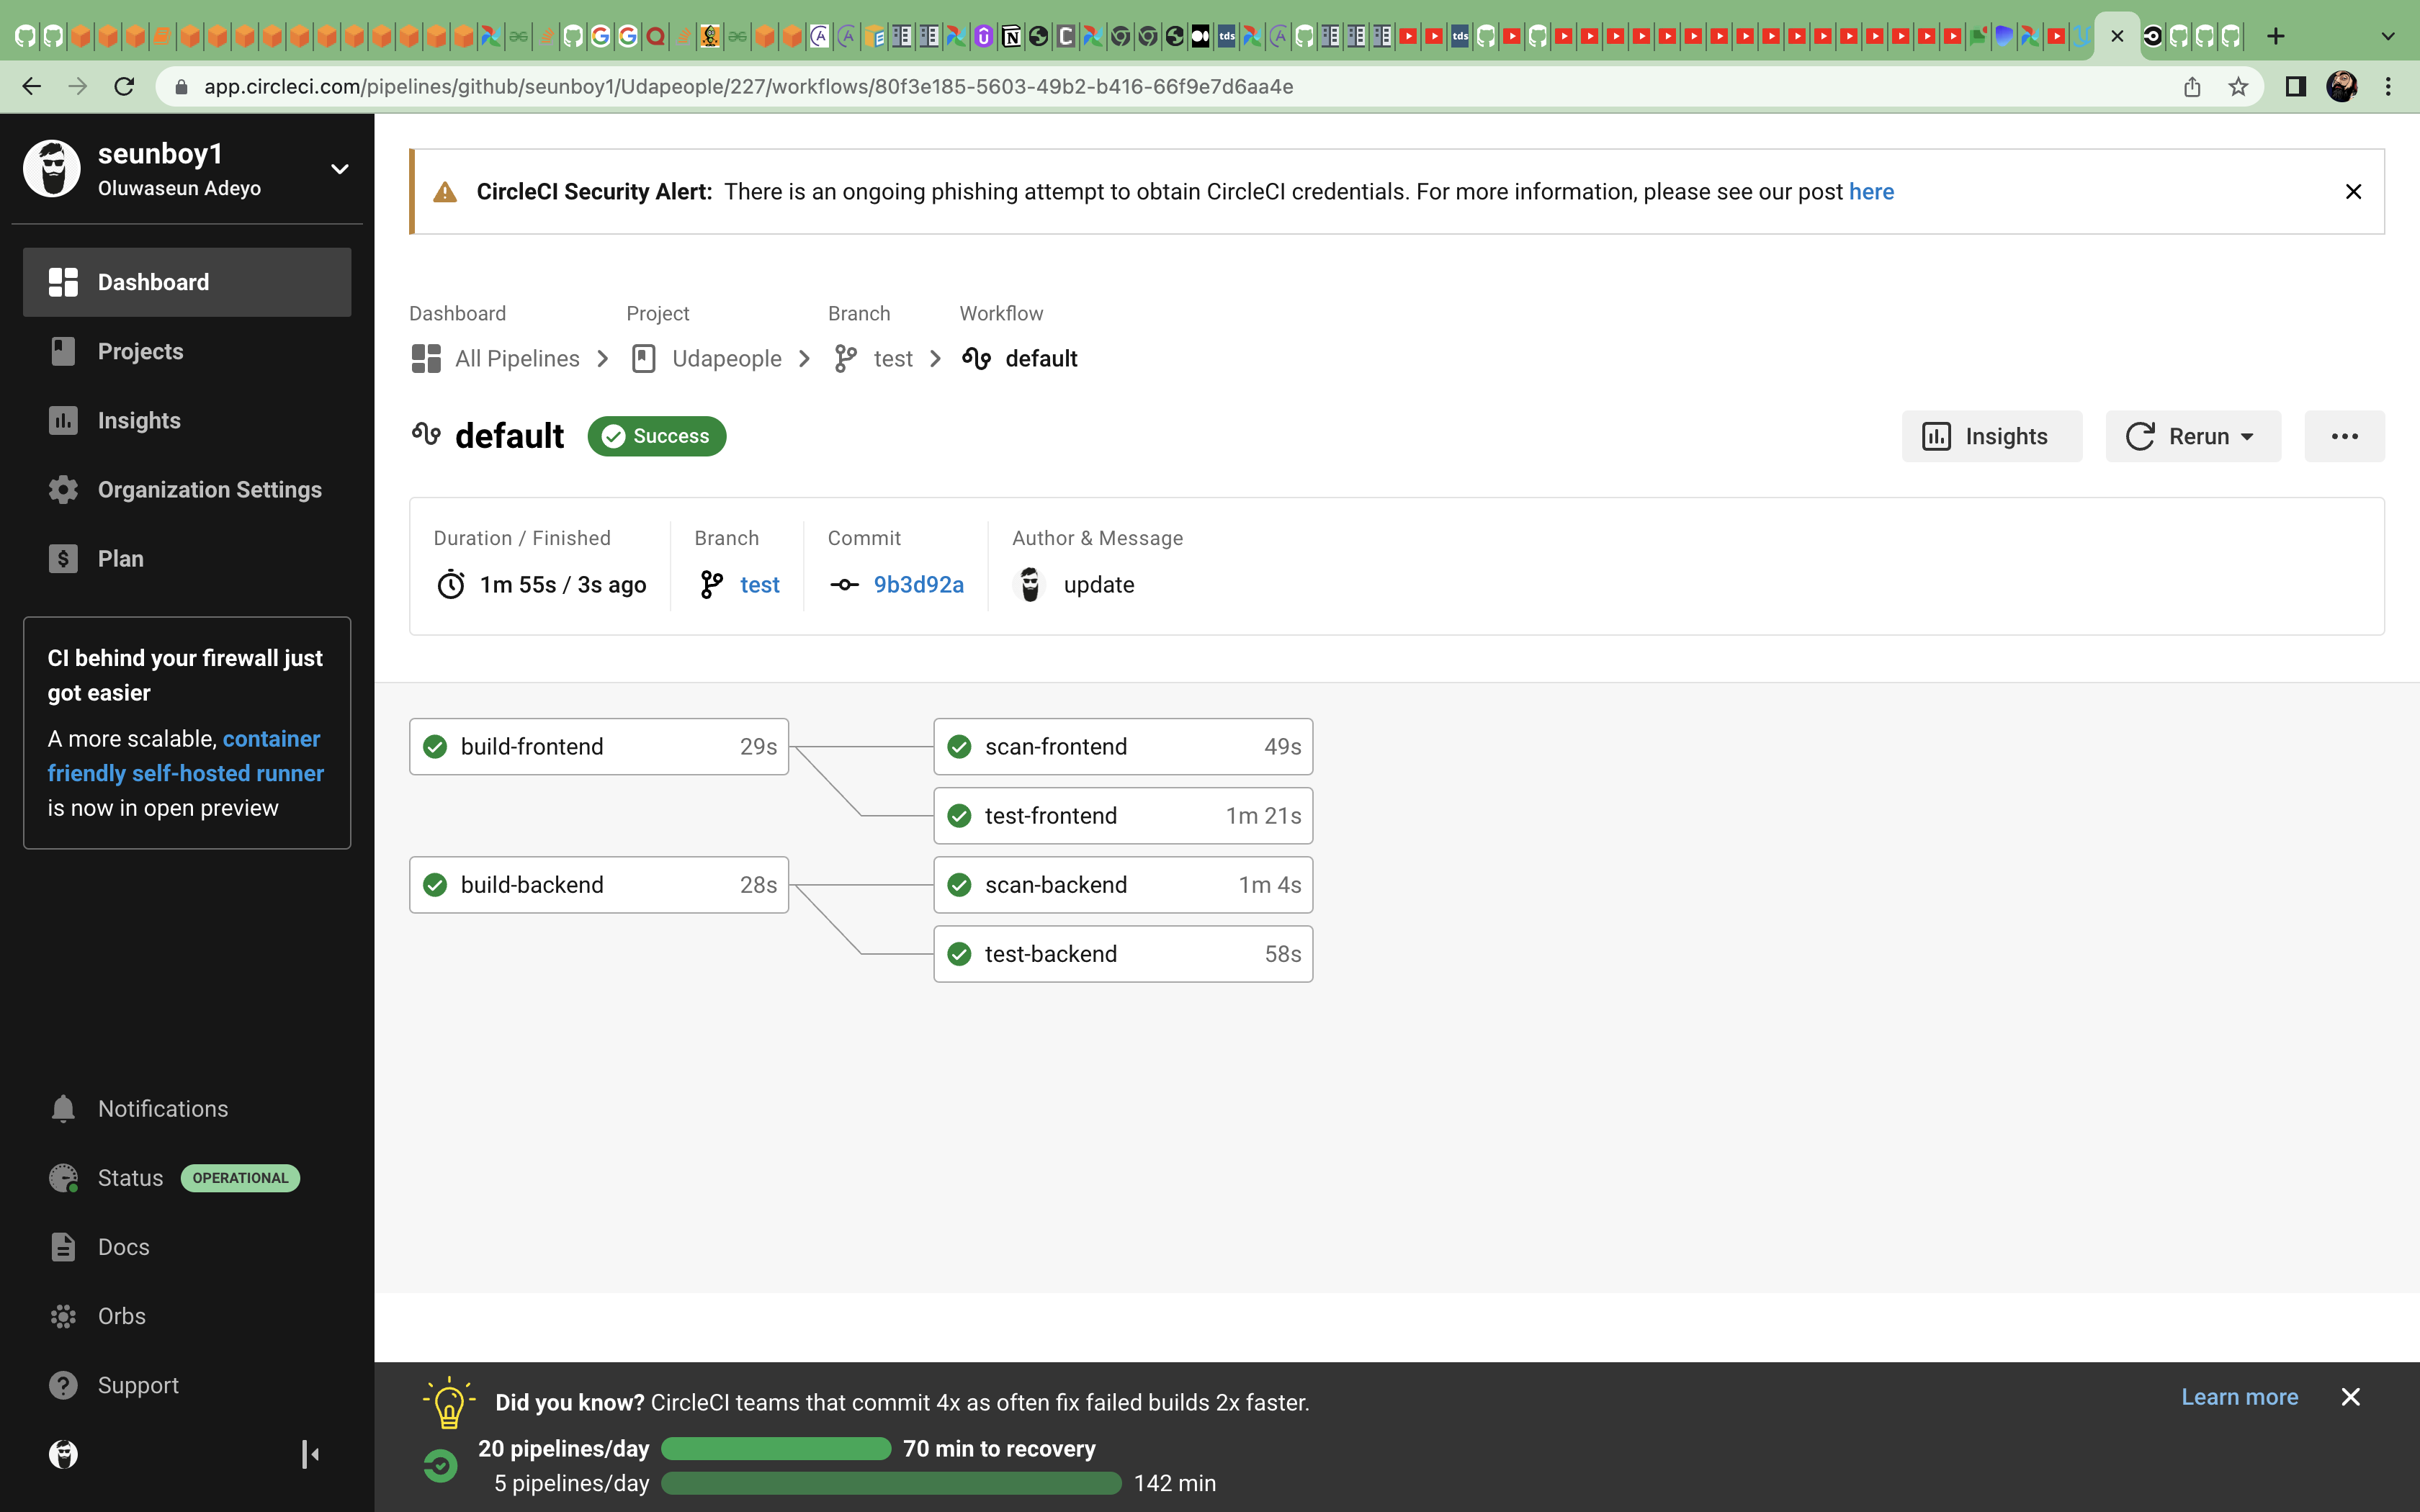 app.circleci.com/pipelines/github/seunboy1/Udapeople/227/workflows/80f3e185-5603-49b2-b416-66f9e7d6aa4e
seunboy1
Oluwaseun Adeyo
Dashboard
Projects
Insights
Organization Settings
Plan
CI behind your firewall just
got easier
A more scalable, container
friendly self-hosted runner
is now in open preview
Notifications
Status OPERATIONAL
Docs
Orbs
Support
CircleCI Security Alert: There is an ongoing phishing attempt to obtain CircleCI credentials. For more information, please see our post here
Dashboard Project Branch Workflow
All Pipelines Udapeople test default
default Success Insights Rerun
Duration / Finished Branch Commit Author & Message
1m 55s / 3s ago test 9b3d92a update
build-frontend 29s scan-frontend 49s
test-frontend 1m 21s
build-backend 28s scan-backend 1m 4s
test-backend 58s
Did you know? CircleCI teams that commit 4x as often fix failed builds 2x faster. Learn more
20 pipelines/day 70 min to recovery
5 pipelines/day 142 min